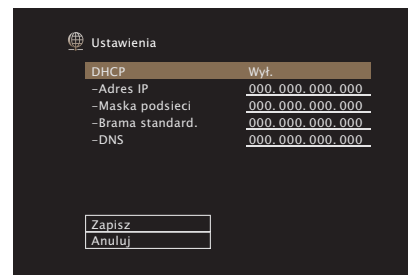 Ustawienia
DHCP Wył.
–Adres IP 000. 000. 000. 000
–Maska podsieci 000. 000. 000. 000
–Brama standard. 000. 000. 000. 000
–DNS 000. 000. 000. 000
Zapisz
Anuluj